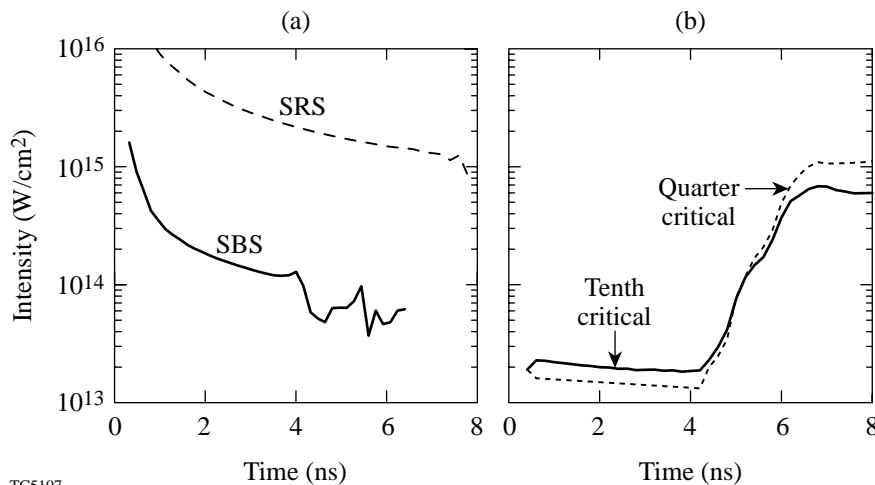 (a)
(b)
10^16
10^15
10^14
10^13
Intensity (W/cm^2)
SRS
SBS
Quarter
critical
Tenth
critical
0 2 4 6 8
0 2 4 6 8
Time (ns)
Time (ns)
TC5107